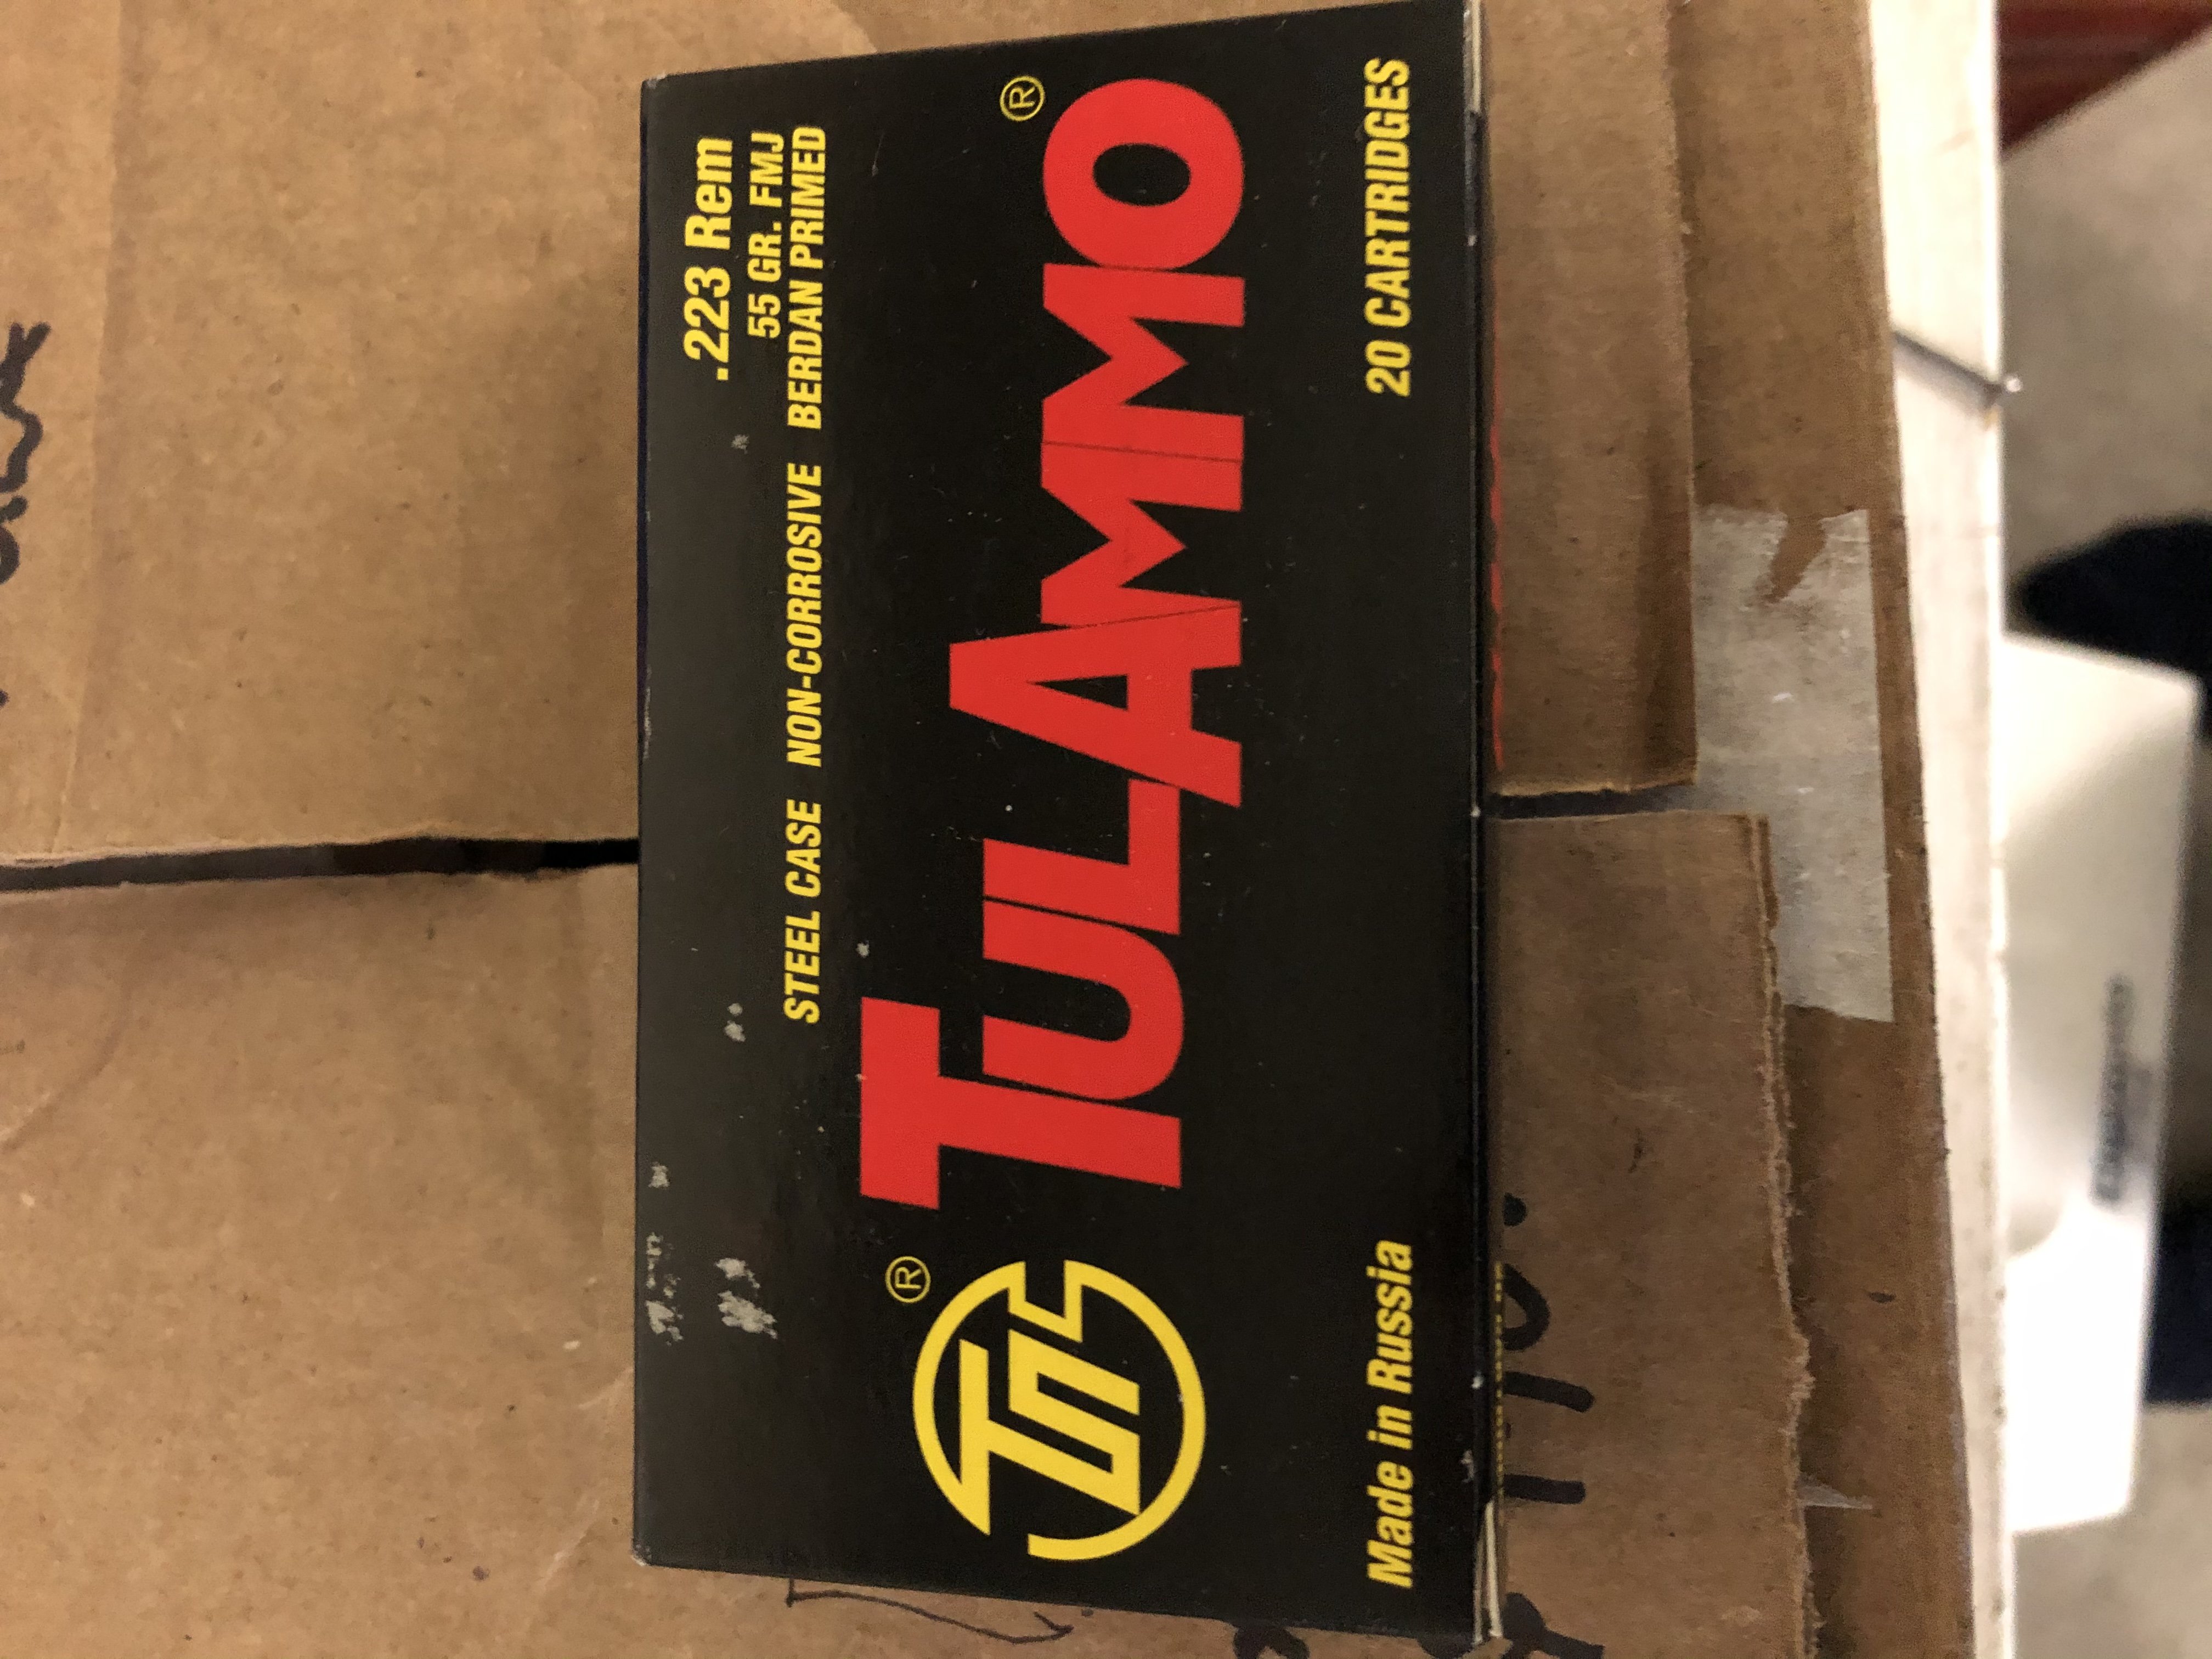 .223 Rem
55 GR. FMJ
STEEL CASE NON-CORROSIVE BERDAN PRIMED
®
TULAMMO®
Made in Russia
20 CARTRIDGES